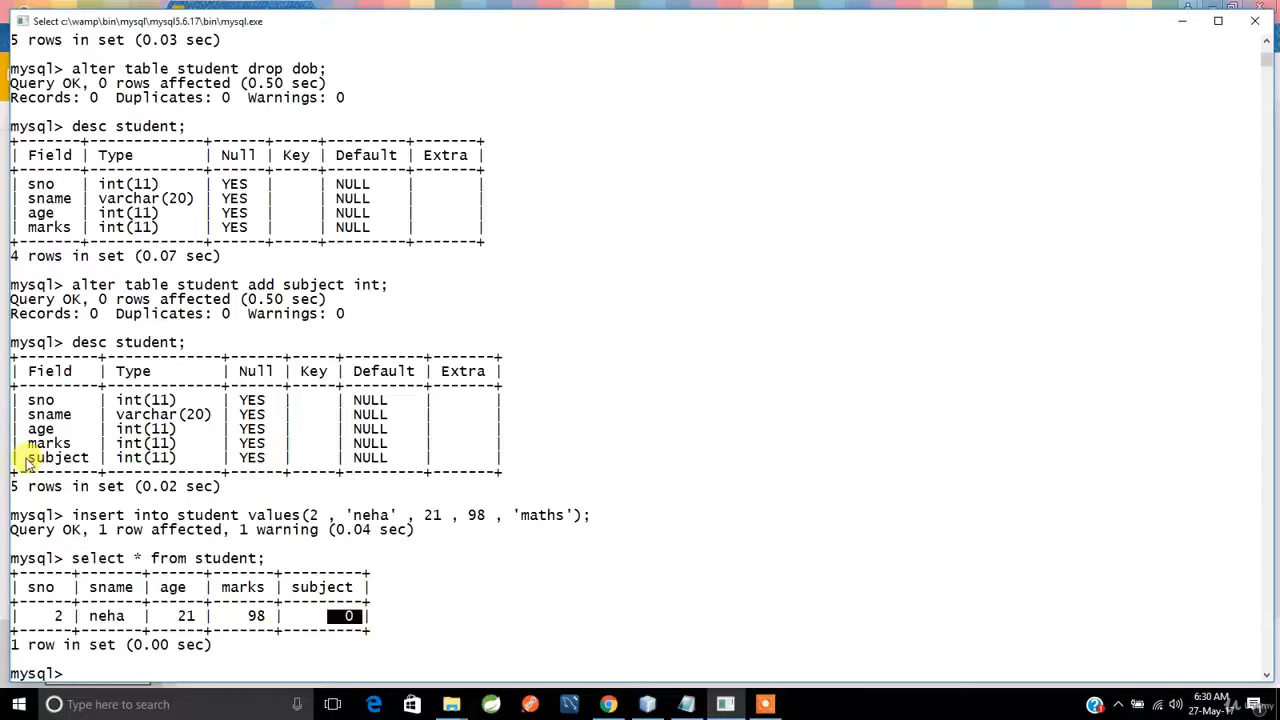 Select c:\wamp\bin\mysql\mysql5.6.17\bin\mysql.exe
5 rows in set (0.03 sec)
mysql> alter table student drop dob;
Query OK, 0 rows affected (0.50 sec)
Records: 0  Duplicates: 0  Warnings: 0
mysql> desc student;
+-------+-------------+------+-----+---------+-------+
| Field | Type        | Null | Key | Default | Extra |
+-------+-------------+------+-----+---------+-------+
| sno   | int(11)     | YES  |     | NULL    |       |
| sname | varchar(20) | YES  |     | NULL    |       |
| age   | int(11)     | YES  |     | NULL    |       |
| marks | int(11)     | YES  |     | NULL    |       |
+-------+-------------+------+-----+---------+-------+
4 rows in set (0.07 sec)
mysql> alter table student add subject int;
Query OK, 0 rows affected (0.50 sec)
Records: 0  Duplicates: 0  Warnings: 0
mysql> desc student;
+---------+-------------+------+-----+---------+-------+
| Field   | Type        | Null | Key | Default | Extra |
+---------+-------------+------+-----+---------+-------+
| sno     | int(11)     | YES  |     | NULL    |       |
| sname   | varchar(20) | YES  |     | NULL    |       |
| age     | int(11)     | YES  |     | NULL    |       |
| marks   | int(11)     | YES  |     | NULL    |       |
| subject | int(11)     | YES  |     | NULL    |       |
+---------+-------------+------+-----+---------+-------+
5 rows in set (0.02 sec)
mysql> insert into student values(2 , 'neha' , 21 , 98 , 'maths');
Query OK, 1 row affected, 1 warning (0.04 sec)
mysql> select * from student;
+------+-------+------+-------+---------+
| sno  | sname | age  | marks | subject |
+------+-------+------+-------+---------+
|    2 | neha  |   21 |    98 |       0 |
+------+-------+------+-------+---------+
1 row in set (0.00 sec)
mysql>
Type here to search
6:30 AM
27-May-1